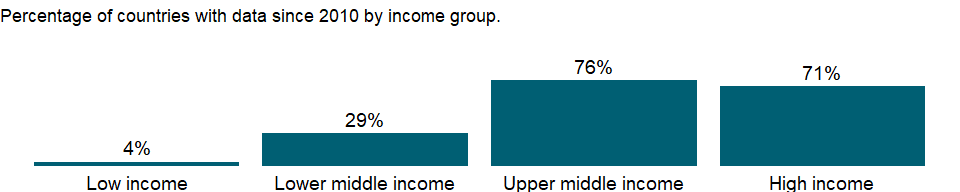 Percentage of countries with data since 2010 by income group.
76%
71%
29%
4%
Low income
Lower middle income
Upper middle income
High income